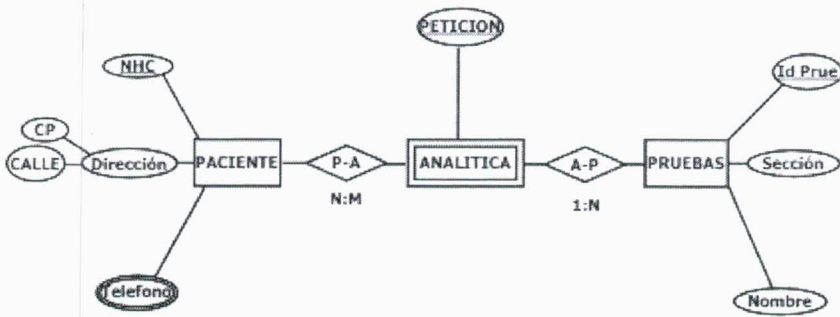 PETICION
NHC
Id Prue
CP
CALLE
Dirección
PACIENTE
P-A
ANALITICA
A-P
PRUEBAS
Sección
N:M
1:N
Telefono
Nombre